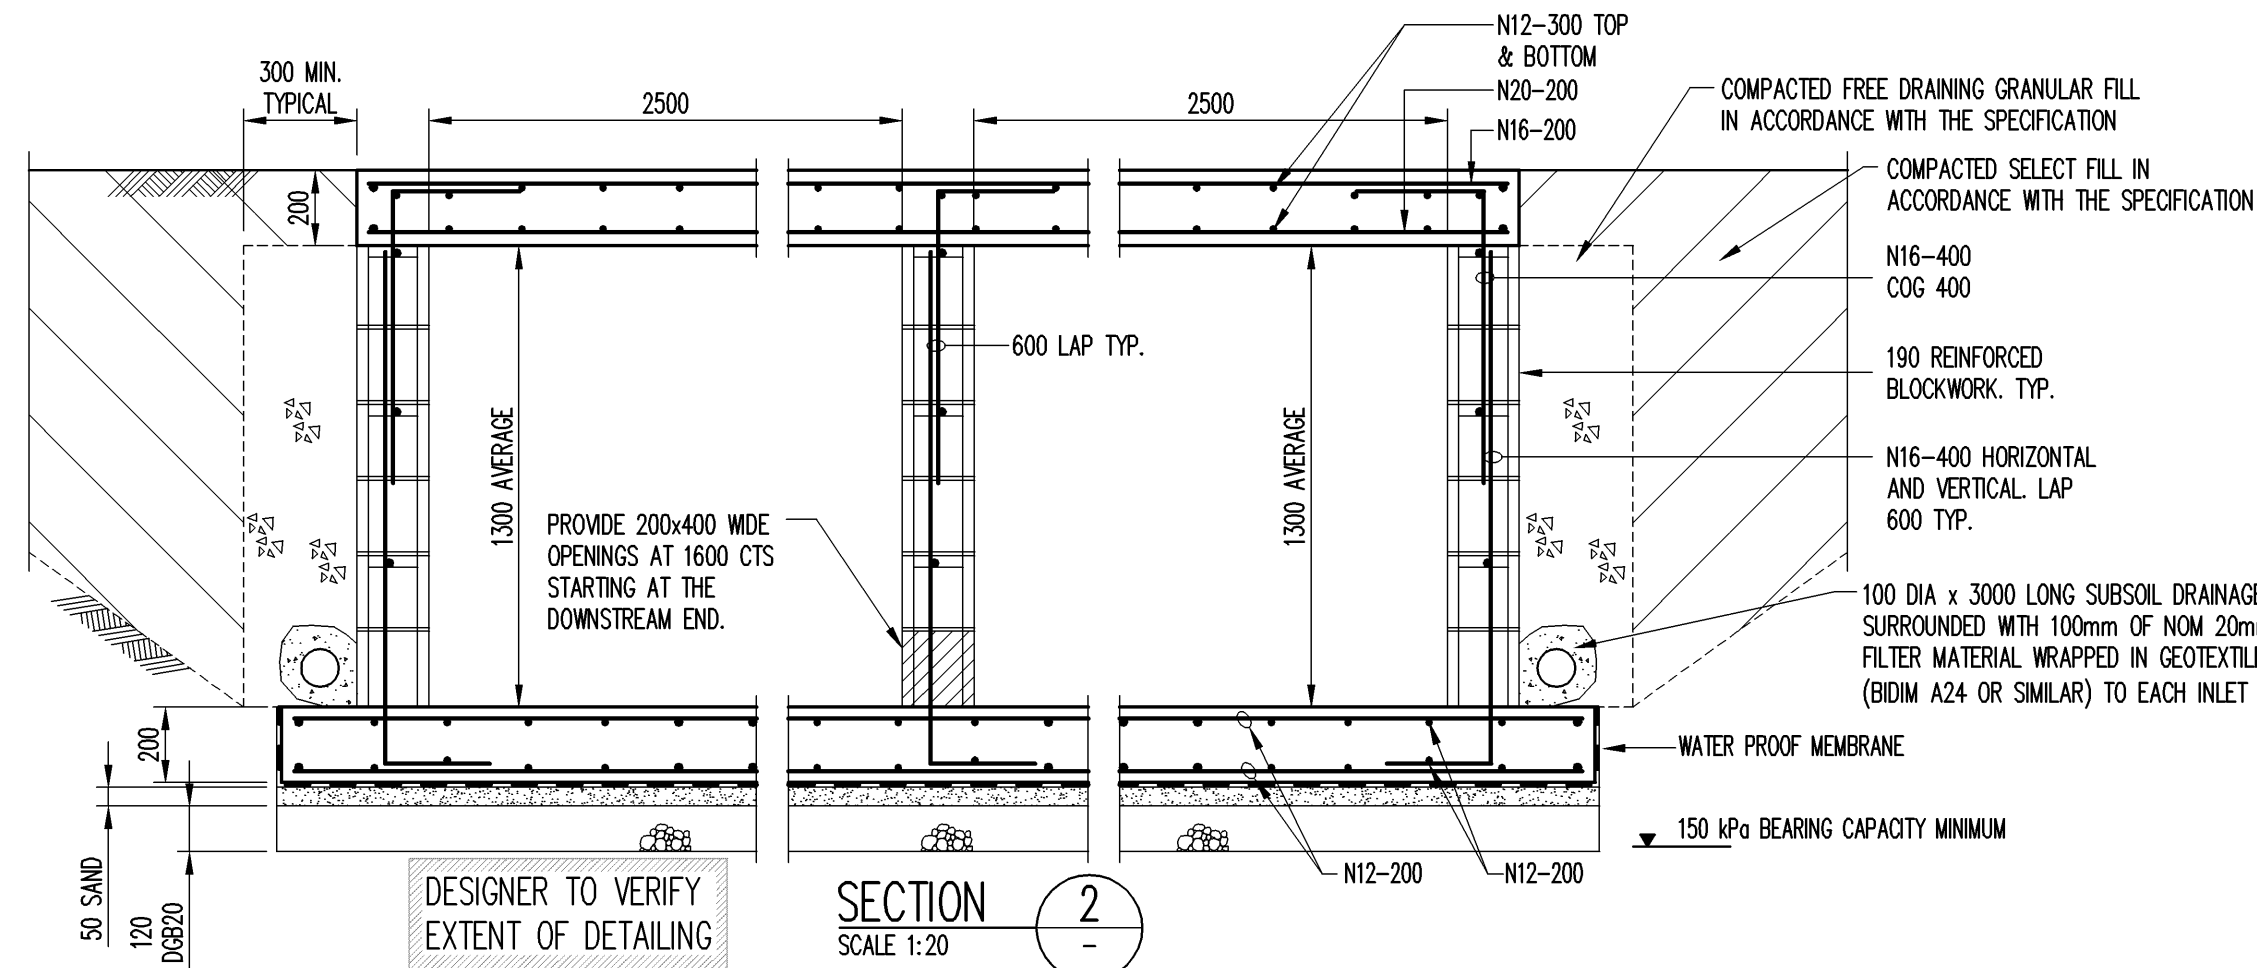 300 MIN.
TYPICAL
2500
2500
N12-300 TOP
& BOTTOM
N20-200
N16-200
COMPACTED FREE DRAINING GRANULAR FILL
IN ACCORDANCE WITH THE SPECIFICATION
COMPACTED SELECT FILL IN
ACCORDANCE WITH THE SPECIFICATION
200
N16-400
COG 400
600 LAP TYP.
190 REINFORCED
BLOCKWORK. TYP.
1300 AVERAGE
1300 AVERAGE
N16-400 HORIZONTAL
AND VERTICAL. LAP
600 TYP.
PROVIDE 200x400 WIDE
OPENINGS AT 1600 CTS
STARTING AT THE
DOWNSTREAM END.
100 DIA x 3000 LONG SUBSOIL DRAINAGE
SURROUNDED WITH 100mm OF NOM 20mm
FILTER MATERIAL WRAPPED IN GEOTEXTILE
(BIDIM A24 OR SIMILAR) TO EACH INLET
200
WATER PROOF MEMBRANE
150 kPa BEARING CAPACITY MINIMUM
N12-200
N12-200
50 SAND
120
DGB20
DESIGNER TO VERIFY
EXTENT OF DETAILING
SECTION
2
SCALE 1:20
-